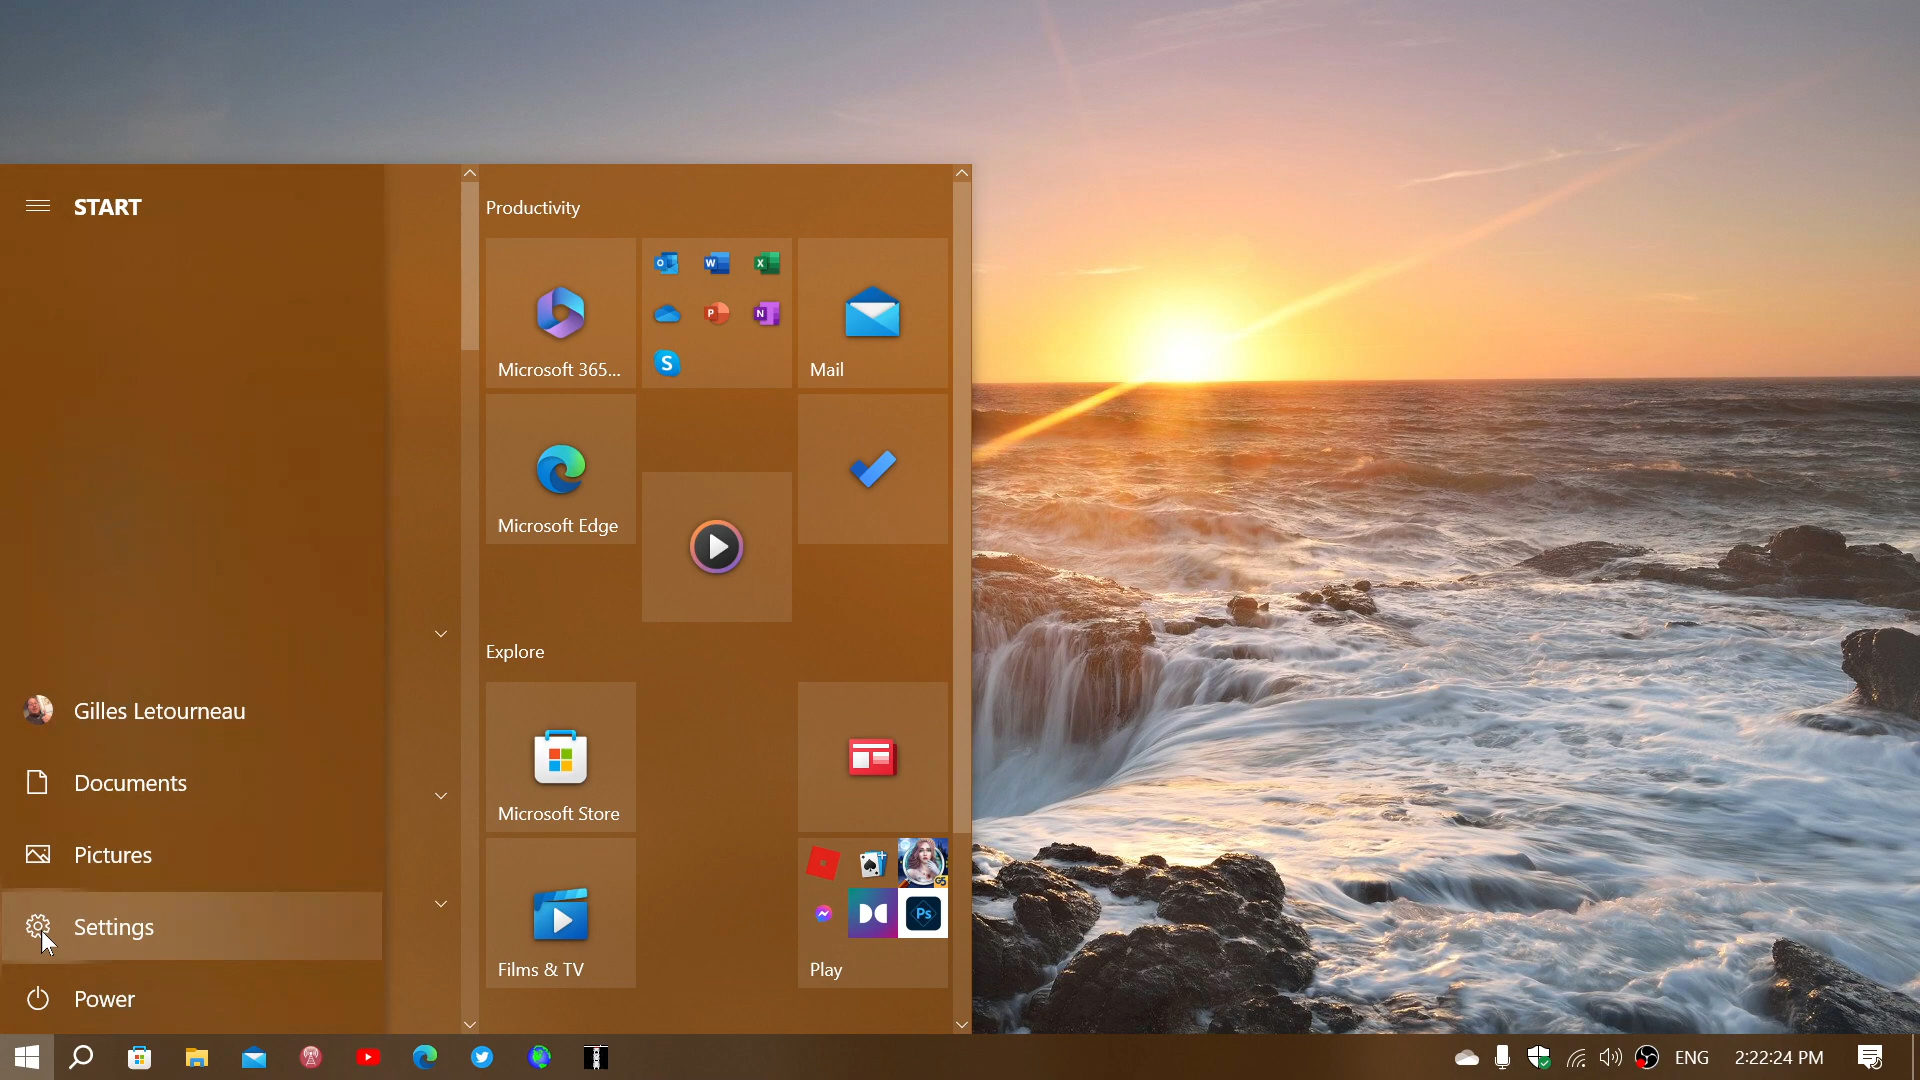 START
Productivity
Microsoft 365...
Mail
Microsoft Edge
Explore
Microsoft Store
Films & TV
Play
Gilles Letourneau
Documents
Pictures
Settings
Power
ENG
2:22:24 PM